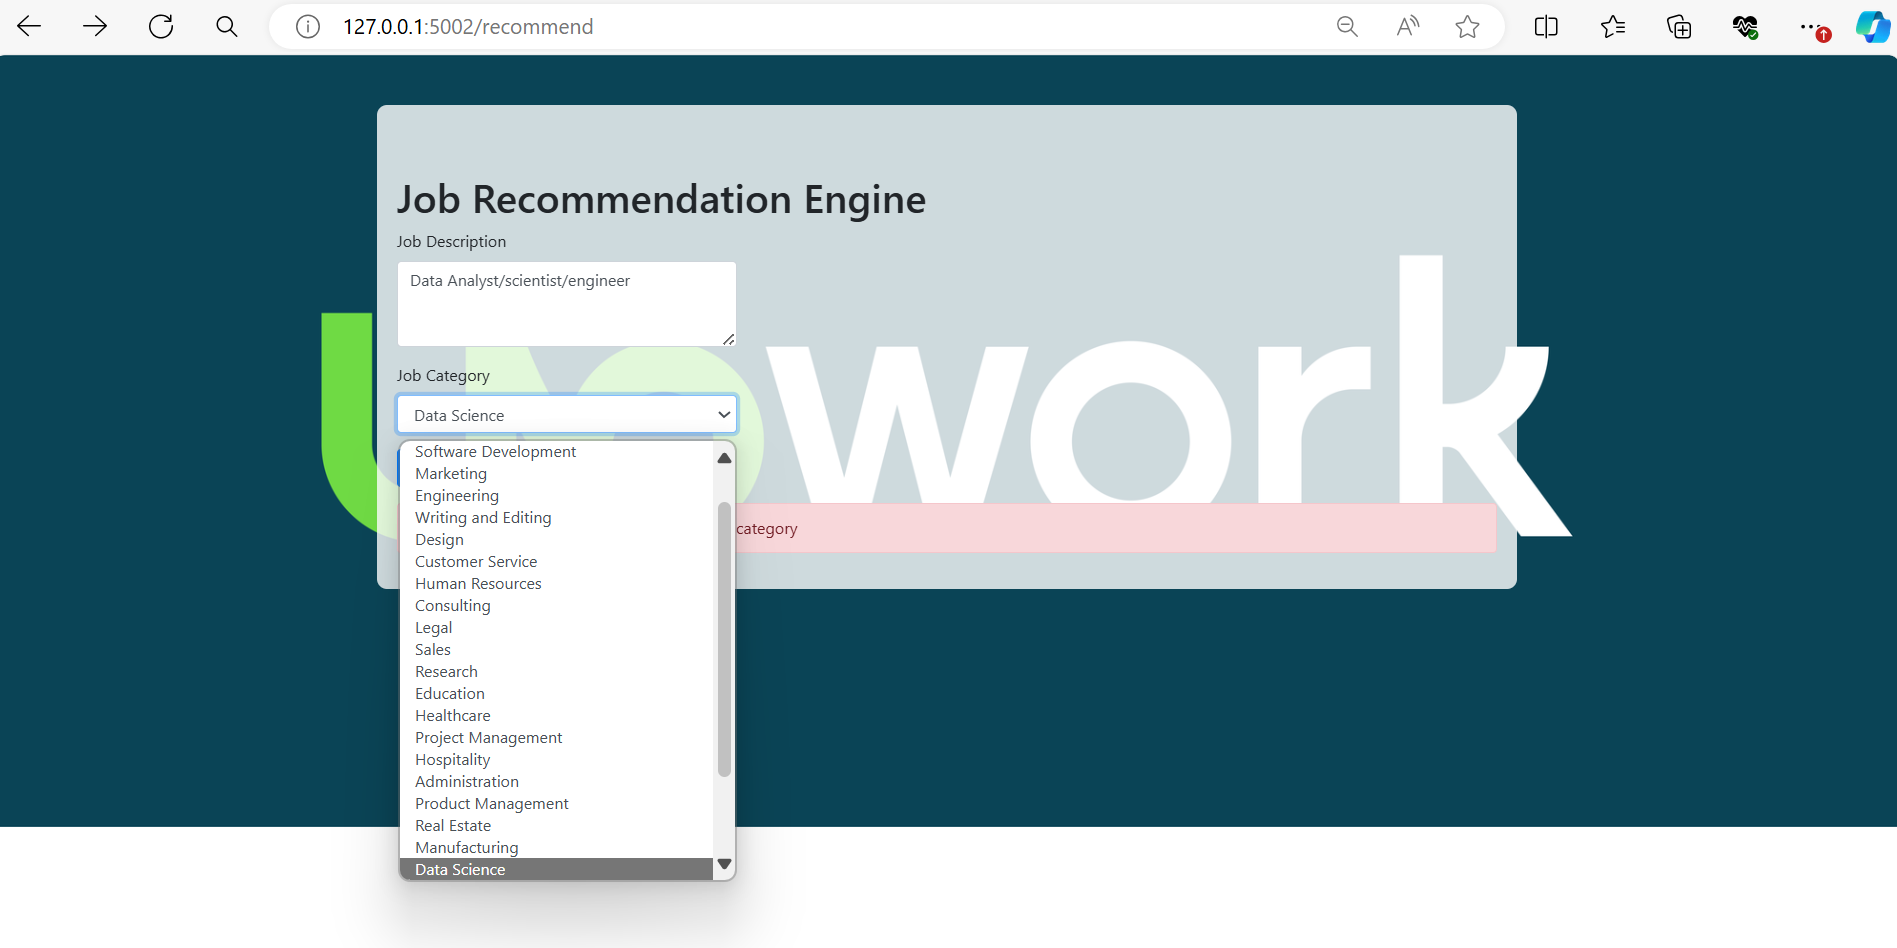 127.0.0.1:5002/recommend
Job Recommendation Engine
Job Description
Data Analyst/scientist/engineer
Job Category
Data Science
Software Development
Marketing
Engineering
Writing and Editing
Design
Customer Service
Human Resources
Consulting
Legal
Sales
Research
Education
Healthcare
Project Management
Hospitality
Administration
Product Management
Real Estate
Manufacturing
Data Science
category
upwork